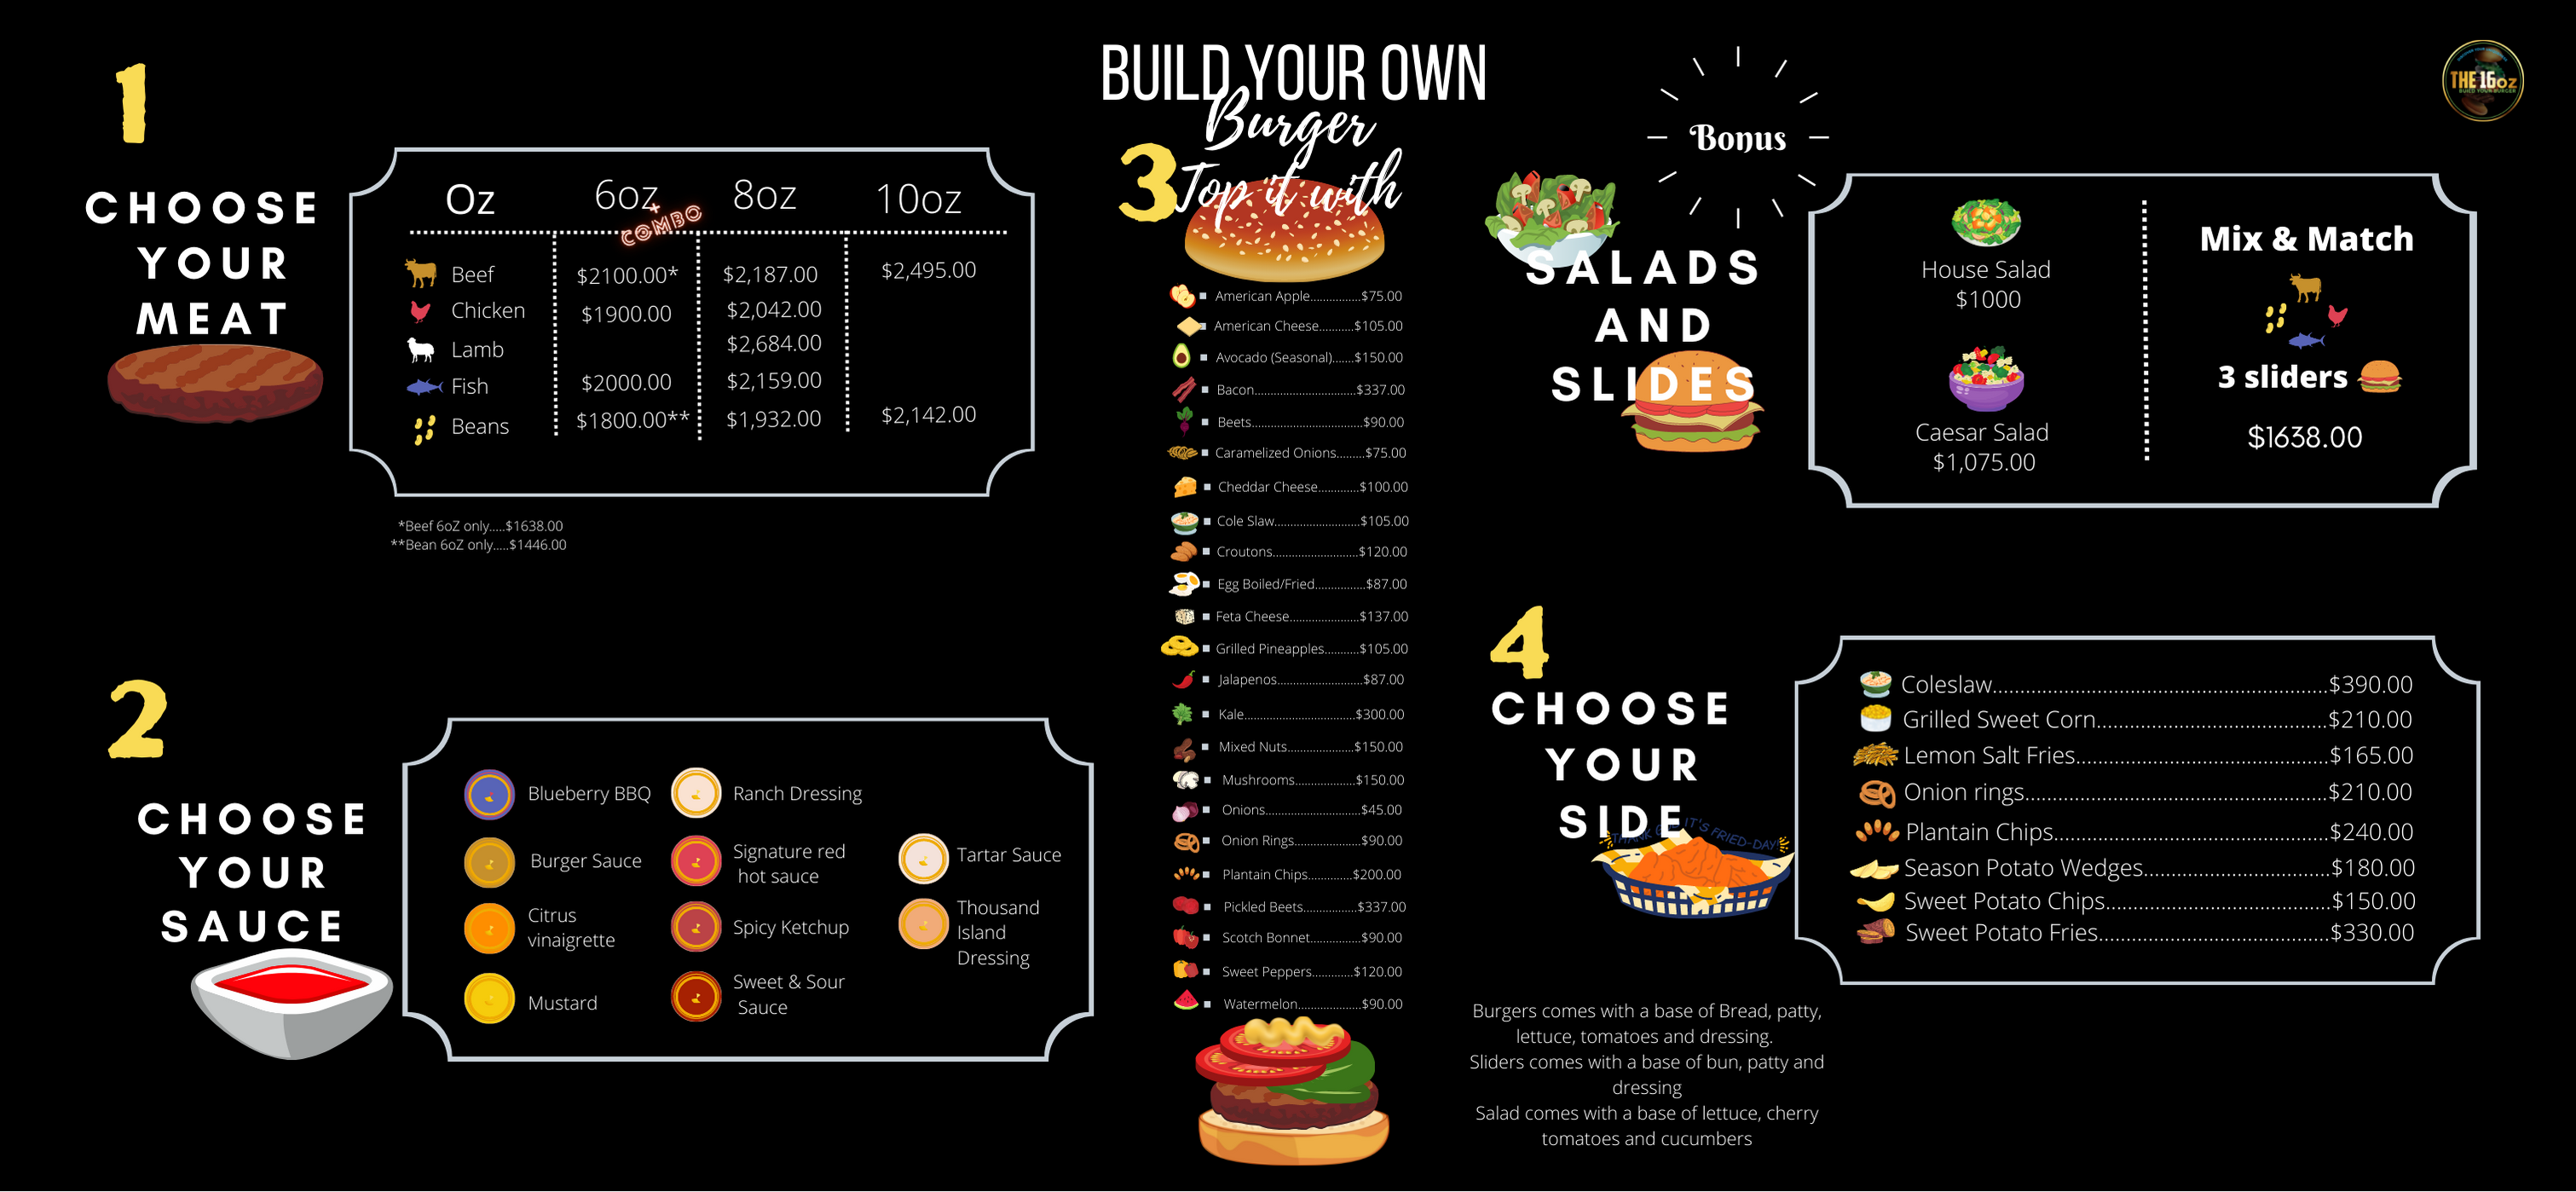 BUILD YOUR OWN
Burger
1
CHOOSE
YOUR
MEAT
Oz 6oz 8oz 10oz
+
COMBO
Beef $2100.00* $2,187.00 $2,495.00
Chicken $1900.00 $2,042.00
Lamb $2,684.00
Fish $2000.00 $2,159.00
Beans $1800.00** $1,932.00 $2,142.00
*Beef 6oZ only.....$1638.00
**Bean 6oZ only.....$1446.00
2
CHOOSE
YOUR
SAUCE
Blueberry BBQ
Burger Sauce
Citrus
vinaigrette
Mustard
Ranch Dressing
Signature red
hot sauce
Spicy Ketchup
Sweet & Sour
Sauce
Tartar Sauce
Thousand
Island
Dressing
3
Top it with
American Apple...............$75.00
American Cheese..........$105.00
Avocado (Seasonal).......$150.00
Bacon..............................$337.00
Beets.................................$90.00
Caramelized Onions........$75.00
Cheddar Cheese............$100.00
Cole Slaw.........................$105.00
Croutons.........................$120.00
Egg Boiled/Fried...............$87.00
Feta Cheese.....................$137.00
Grilled Pineapples..........$105.00
Jalapenos.........................$87.00
Kale................................$300.00
Mixed Nuts....................$150.00
Mushrooms..................$150.00
Onions............................$45.00
Onion Rings....................$90.00
Plantain Chips.............$200.00
Pickled Beets................$337.00
Scotch Bonnet...............$90.00
Sweet Peppers............$120.00
Watermelon...................$90.00
Bonus
SALADS
AND
SLIDES
House Salad
$1000
Caesar Salad
$1,075.00
Mix & Match
3 sliders
$1638.00
THE 16oz
BUILD YOUR BURGER
4
CHOOSE
YOUR
SIDE
THANK GOD IT'S FRIED-DAY!
Coleslaw.........................................................$390.00
Grilled Sweet Corn.......................................$210.00
Lemon Salt Fries...........................................$165.00
Onion rings...................................................$210.00
Plantain Chips...............................................$240.00
Season Potato Wedges................................$180.00
Sweet Potato Chips......................................$150.00
Sweet Potato Fries.......................................$330.00
Burgers comes with a base of Bread, patty,
lettuce, tomatoes and dressing.
Sliders comes with a base of bun, patty and
dressing
Salad comes with a base of lettuce, cherry
tomatoes and cucumbers